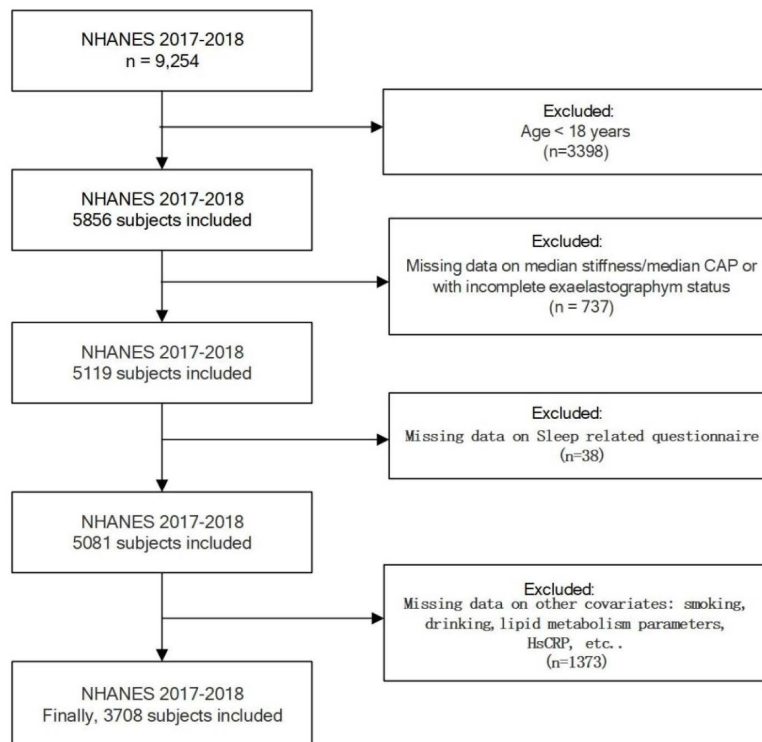 NHANES 2017-2018
n = 9,254
Excluded:
Age < 18 years
(n=3398)
NHANES 2017-2018
5856 subjects included
Excluded:
Missing data on median stiffness/median CAP or
with incomplete exaelastographym status
(n = 737)
NHANES 2017-2018
5119 subjects included
Excluded:
Missing data on Sleep related questionnaire
(n=38)
NHANES 2017-2018
5081 subjects included
Excluded:
Missing data on other covariates: smoking,
drinking, lipid metabolism parameters,
HsCRP, etc..
(n=1373)
NHANES 2017-2018
Finally, 3708 subjects included